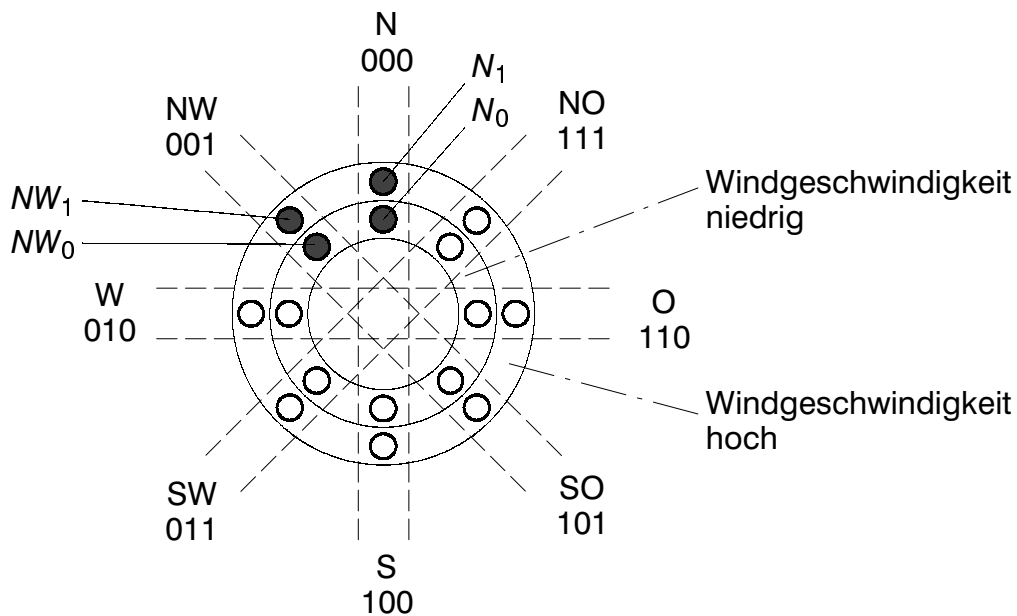 N
000
N1
N0
NW
001
NO
111
NW1
NW0
Windgeschwindigkeit
niedrig
W
010
O
110
Windgeschwindigkeit
hoch
SW
011
SO
101
S
100